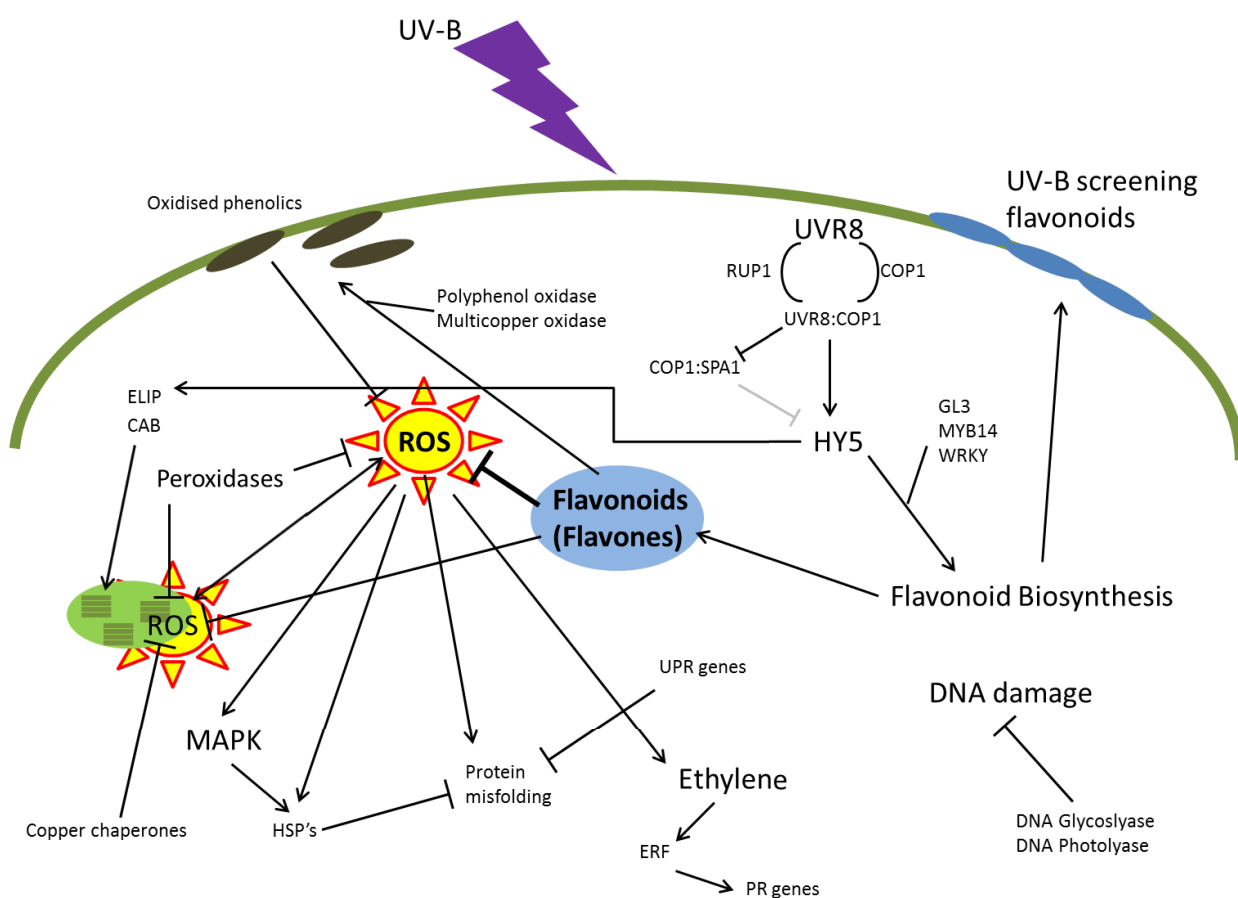 UV-B
UV-B screening
flavonoids
Oxidised phenolics
UVR8
RUP1
COP1
Polyphenol oxidase
Multicopper oxidase
UVR8:COP1
COP1:SPA1
ELIP
CAB
GL3
MYB14
WRKY
ROS
HY5
Peroxidases
Flavonoids
(Flavones)
Flavonoid Biosynthesis
ROS
UPR genes
DNA damage
MAPK
Protein
misfolding
Ethylene
Copper chaperones
HSP's
DNA Glycoslyase
DNA Photolyase
ERF
PR genes